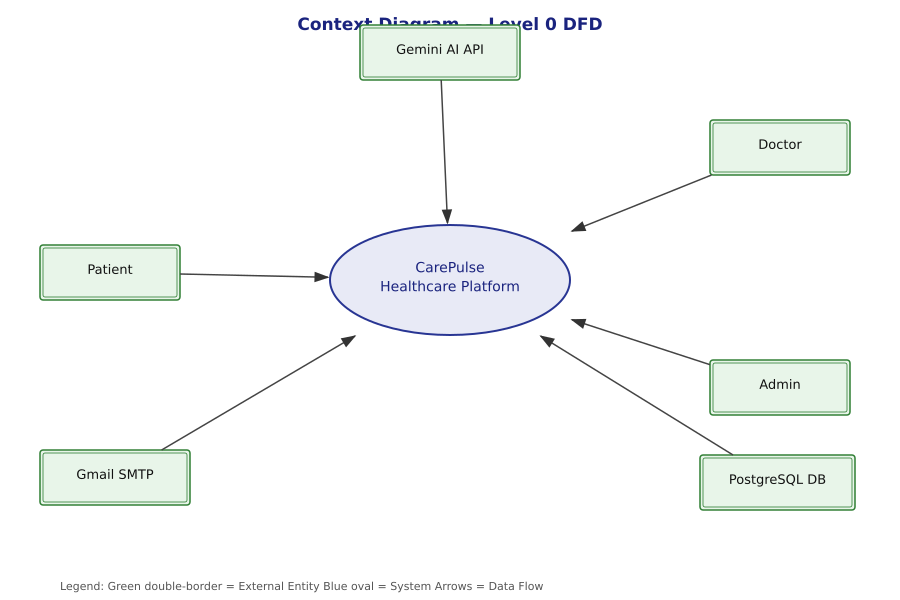 Context Diagram — Level 0 DFD
Gemini AI API
Doctor
CarePulse
Healthcare Platform
Patient
Admin
Gmail SMTP
PostgreSQL DB
Legend: Green double-border = External Entity Blue oval = System Arrows = Data Flow